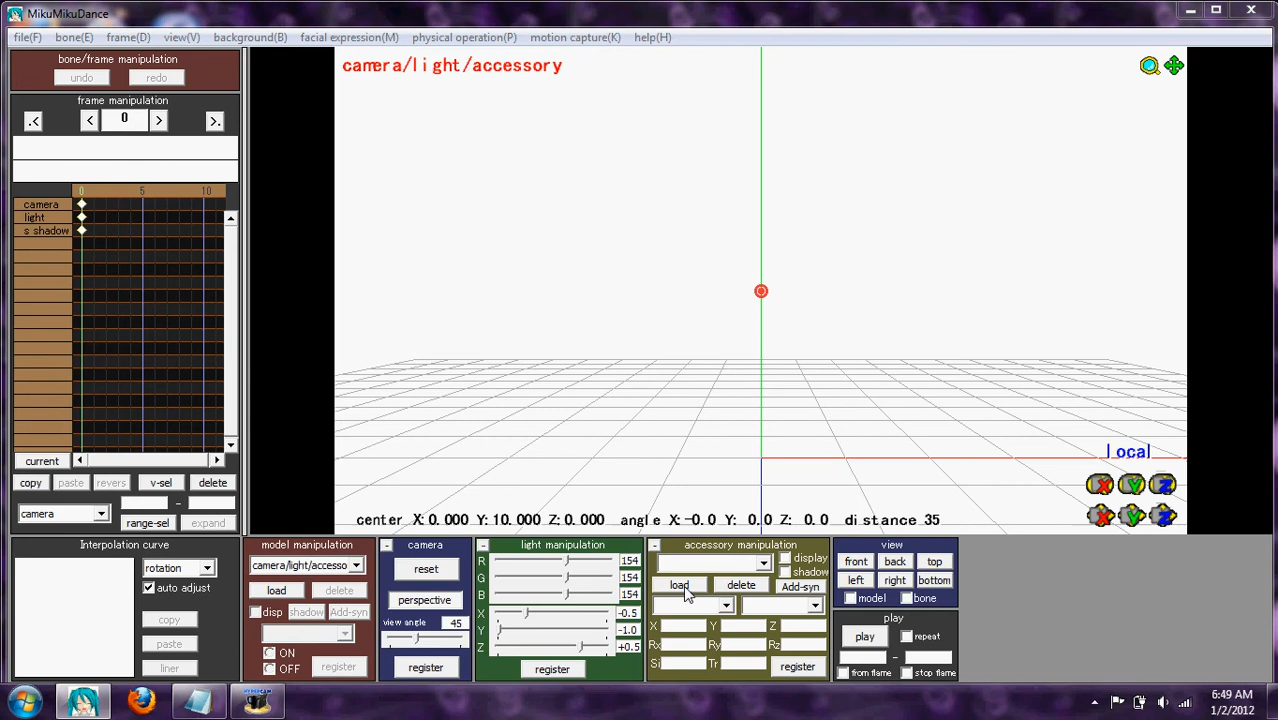 MikuMikuDance
file(F) bone(E) frame(D) view(V) background(B) facial expression(M) physical operation(P) motion capture(K) help(H)
bone/frame manipulation
undo redo
frame manipulation
.< < 0 > >.
0 5 10
camera
light
s shadow
current
copy paste revers v-sel delete
camera -
range-sel expand
camera/light/accessory
local
X Y Z
X Y Z
center X:0.000 Y:10.000 Z:0.000 angle X:-0.0 Y: 0.0 Z: 0.0 distance 35
Interpolation curve
rotation
auto adjust
copy
paste
liner
model manipulation
camera/light/accesso
load delete
disp shadow Add-syn
ON
OFF register
- camera
reset
perspective
view angle 45
register
- light manipulation
R 154
G 154
B 154
X -0.5
Y -1.0
Z +0.5
register
- accessory manipulation
display
shadow
load delete Add-syn
X Y Z
Rx Ry Rz
Si Tr register
view
front back top
left right bottom
model bone
play
play repeat
-
from flame stop flame
6:49 AM
1/2/2012